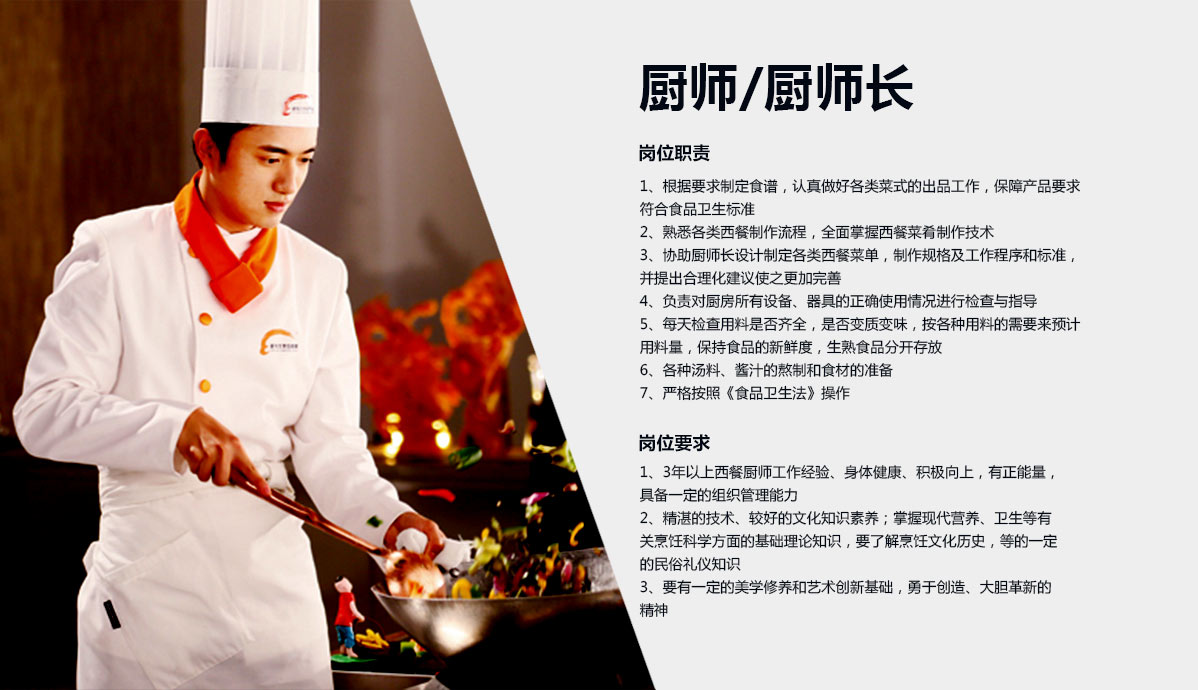 厨师/厨师长
岗位职责
1、根据要求制定食谱，认真做好各类菜式的出品工作，保障产品要求
符合食品卫生标准
2、熟悉各类西餐制作流程，全面掌握西餐菜肴制作技术
3、协助厨师长设计制定各类西餐菜单，制作规格及工作程序和标准，
并提出合理化建议使之更加完善
4、负责对厨房所有设备、器具的正确使用情况进行检查与指导
5、每天检查用料是否齐全，是否变质变味，按各种用料的需要来预计
用料量，保持食品的新鲜度，生熟食品分开存放
6、各种汤料、酱汁的熬制和食材的准备
7、严格按照《食品卫生法》操作
岗位要求
1、3年以上西餐厨师工作经验、身体健康、积极向上，有正能量，
具备一定的组织管理能力
2、精湛的技术、较好的文化知识素养；掌握现代营养、卫生等有
关烹饪科学方面的基础理论知识，要了解烹饪文化历史，等的一定
的民俗礼仪知识
3、要有一定的美学修养和艺术创新基础，勇于创造、大胆革新的
精神